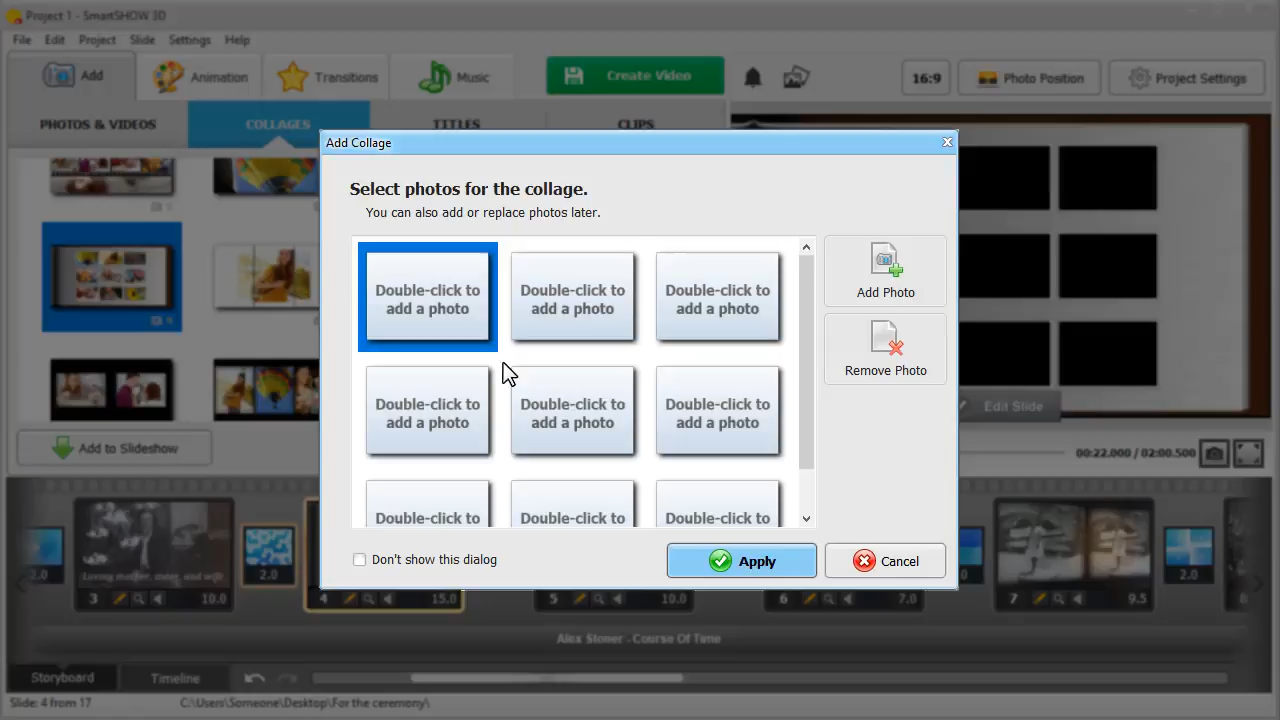 Project 1 - SmartSHOW 3D
File Edit Project Slide Settings Help
Add Animation Transitions Music Create Video 16:9 Photo Position Project Settings
PHOTOS & VIDEOS COLLAGES TITLES CLIPS
Add Collage
Select photos for the collage.
You can also add or replace photos later.
Double-click to
add a photo
Double-click to
add a photo
Double-click to
add a photo
Add Photo
Double-click to
add a photo
Double-click to
add a photo
Double-click to
add a photo
Remove Photo
Double-click to
Double-click to
Double-click to
Don't show this dialog
Apply
Cancel
Edit Slide
Add to Slideshow
00:22.000 / 02:00.500
Loving mother, sister, and wife
2.0
3 10.0
2.0
4 15.0
5 10.0
6 7.0
.0
7 9.5
2.0
8
Alex Stoner - Course Of Time
Storyboard Timeline
Slide: 4 from 17 C:\Users\Someone\Desktop\For the ceremony\